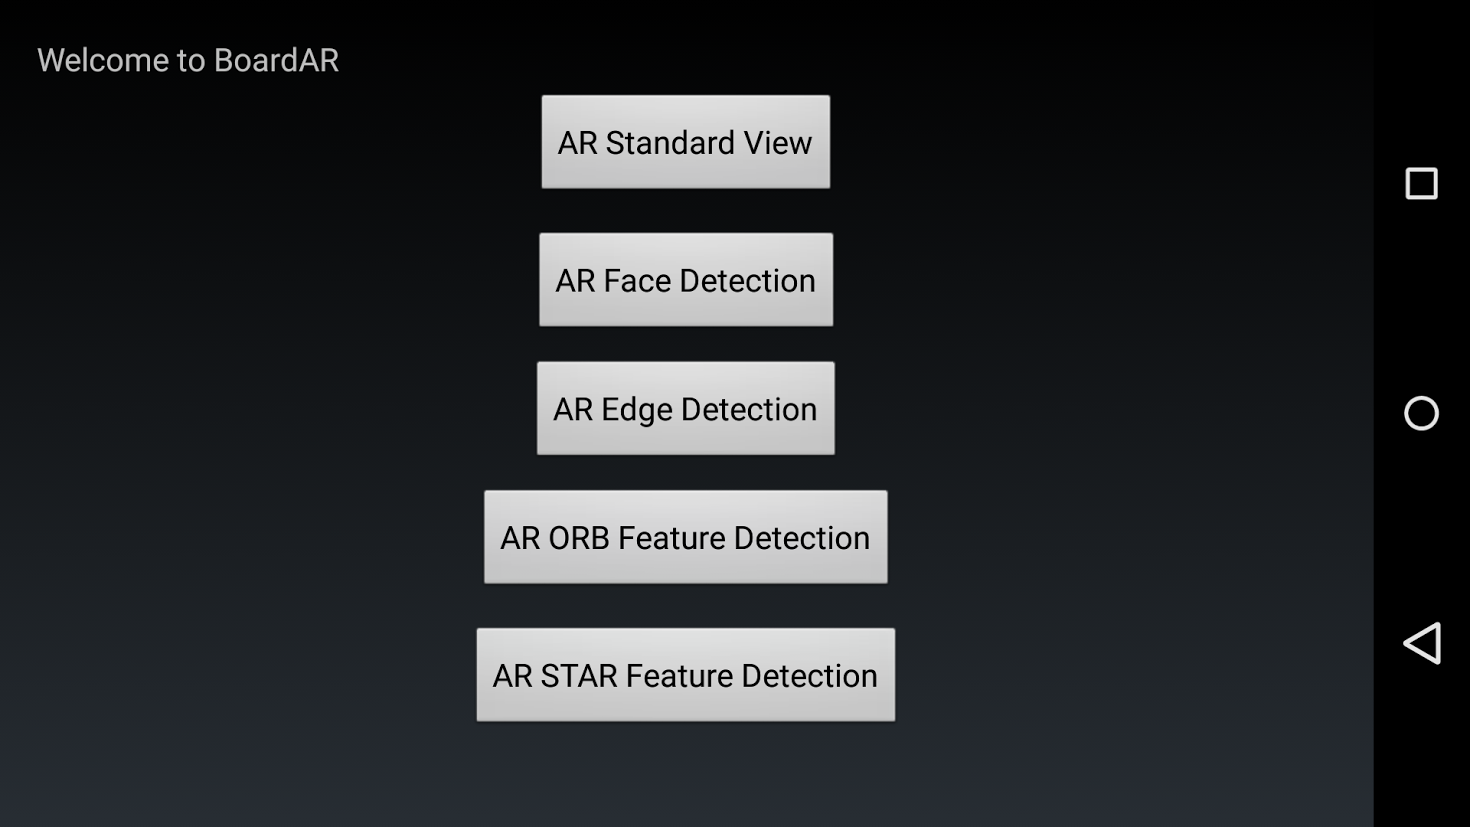 Welcome to BoardAR
AR Standard View
AR Face Detection
AR Edge Detection
AR ORB Feature Detection
AR STAR Feature Detection